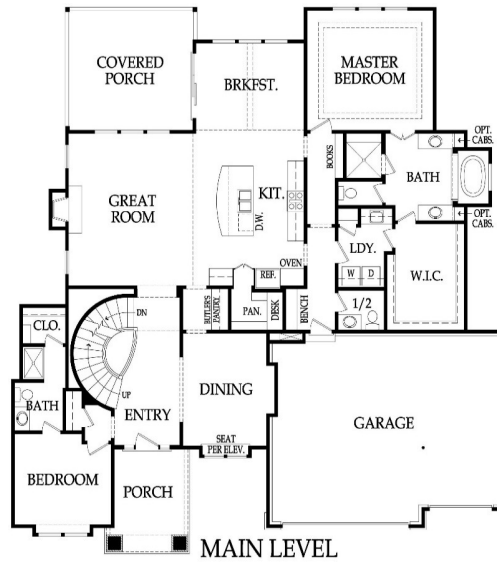 COVERED
PORCH
BRKFST.
MASTER
BEDROOM
OPT.
CABS.
BOOKS
BATH
GREAT
ROOM
KIT.
D.W.
OPT.
CABS.
LDY.
OVEN
REF.
W D
W.I.C.
BUTLER'S
PANTRY
PAN.
DESK
BENCH
1/2
CLO.
DN
UP
BATH
ENTRY
DINING
GARAGE
SEAT
PER ELEV.
BEDROOM
PORCH
MAIN LEVEL